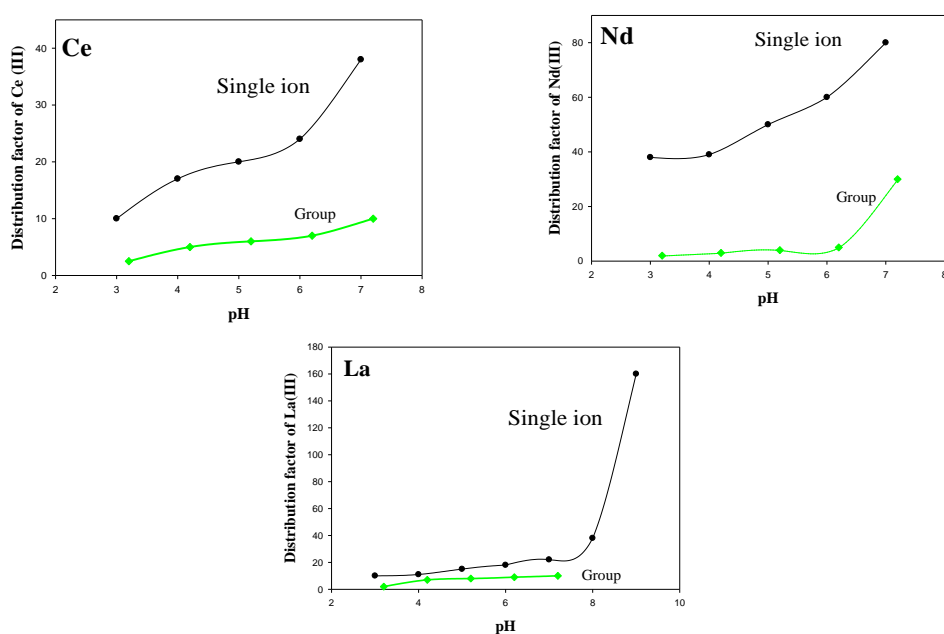 Ce
Distribution factor of Ce (III)
40
30
20
10
0
Single ion
Group
2 3 4 5 6 7 8
pH
Nd
Distribution factor of Nd(III)
80
60
40
20
0
Single ion
Group
2 3 4 5 6 7 8
pH
La
Distribution factor of La(III)
180
160
140
120
100
80
60
40
20
0
Single ion
Group
2 4 6 8 10
pH